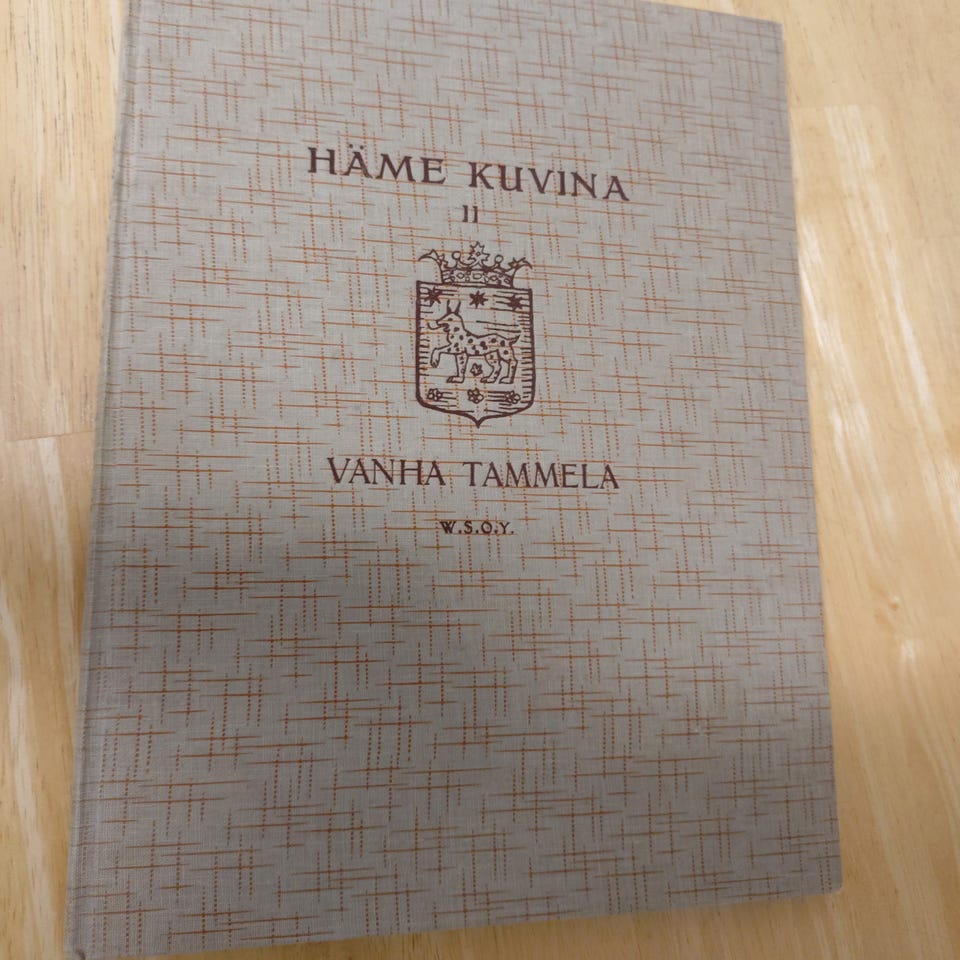 HÄME KUVINA
II
VANHA TAMMELA
W.S.O.Y.